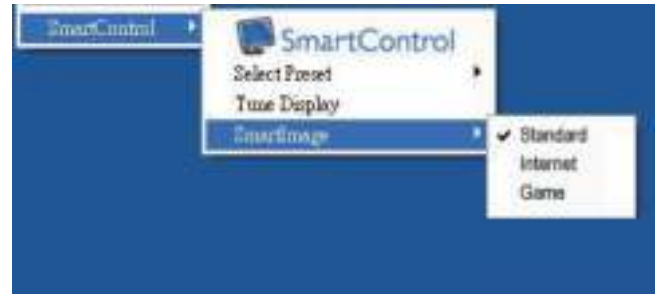 SmartControl
SmartControl
Select Preset
Tune Display
SmartImage
Standard
Internet
Game